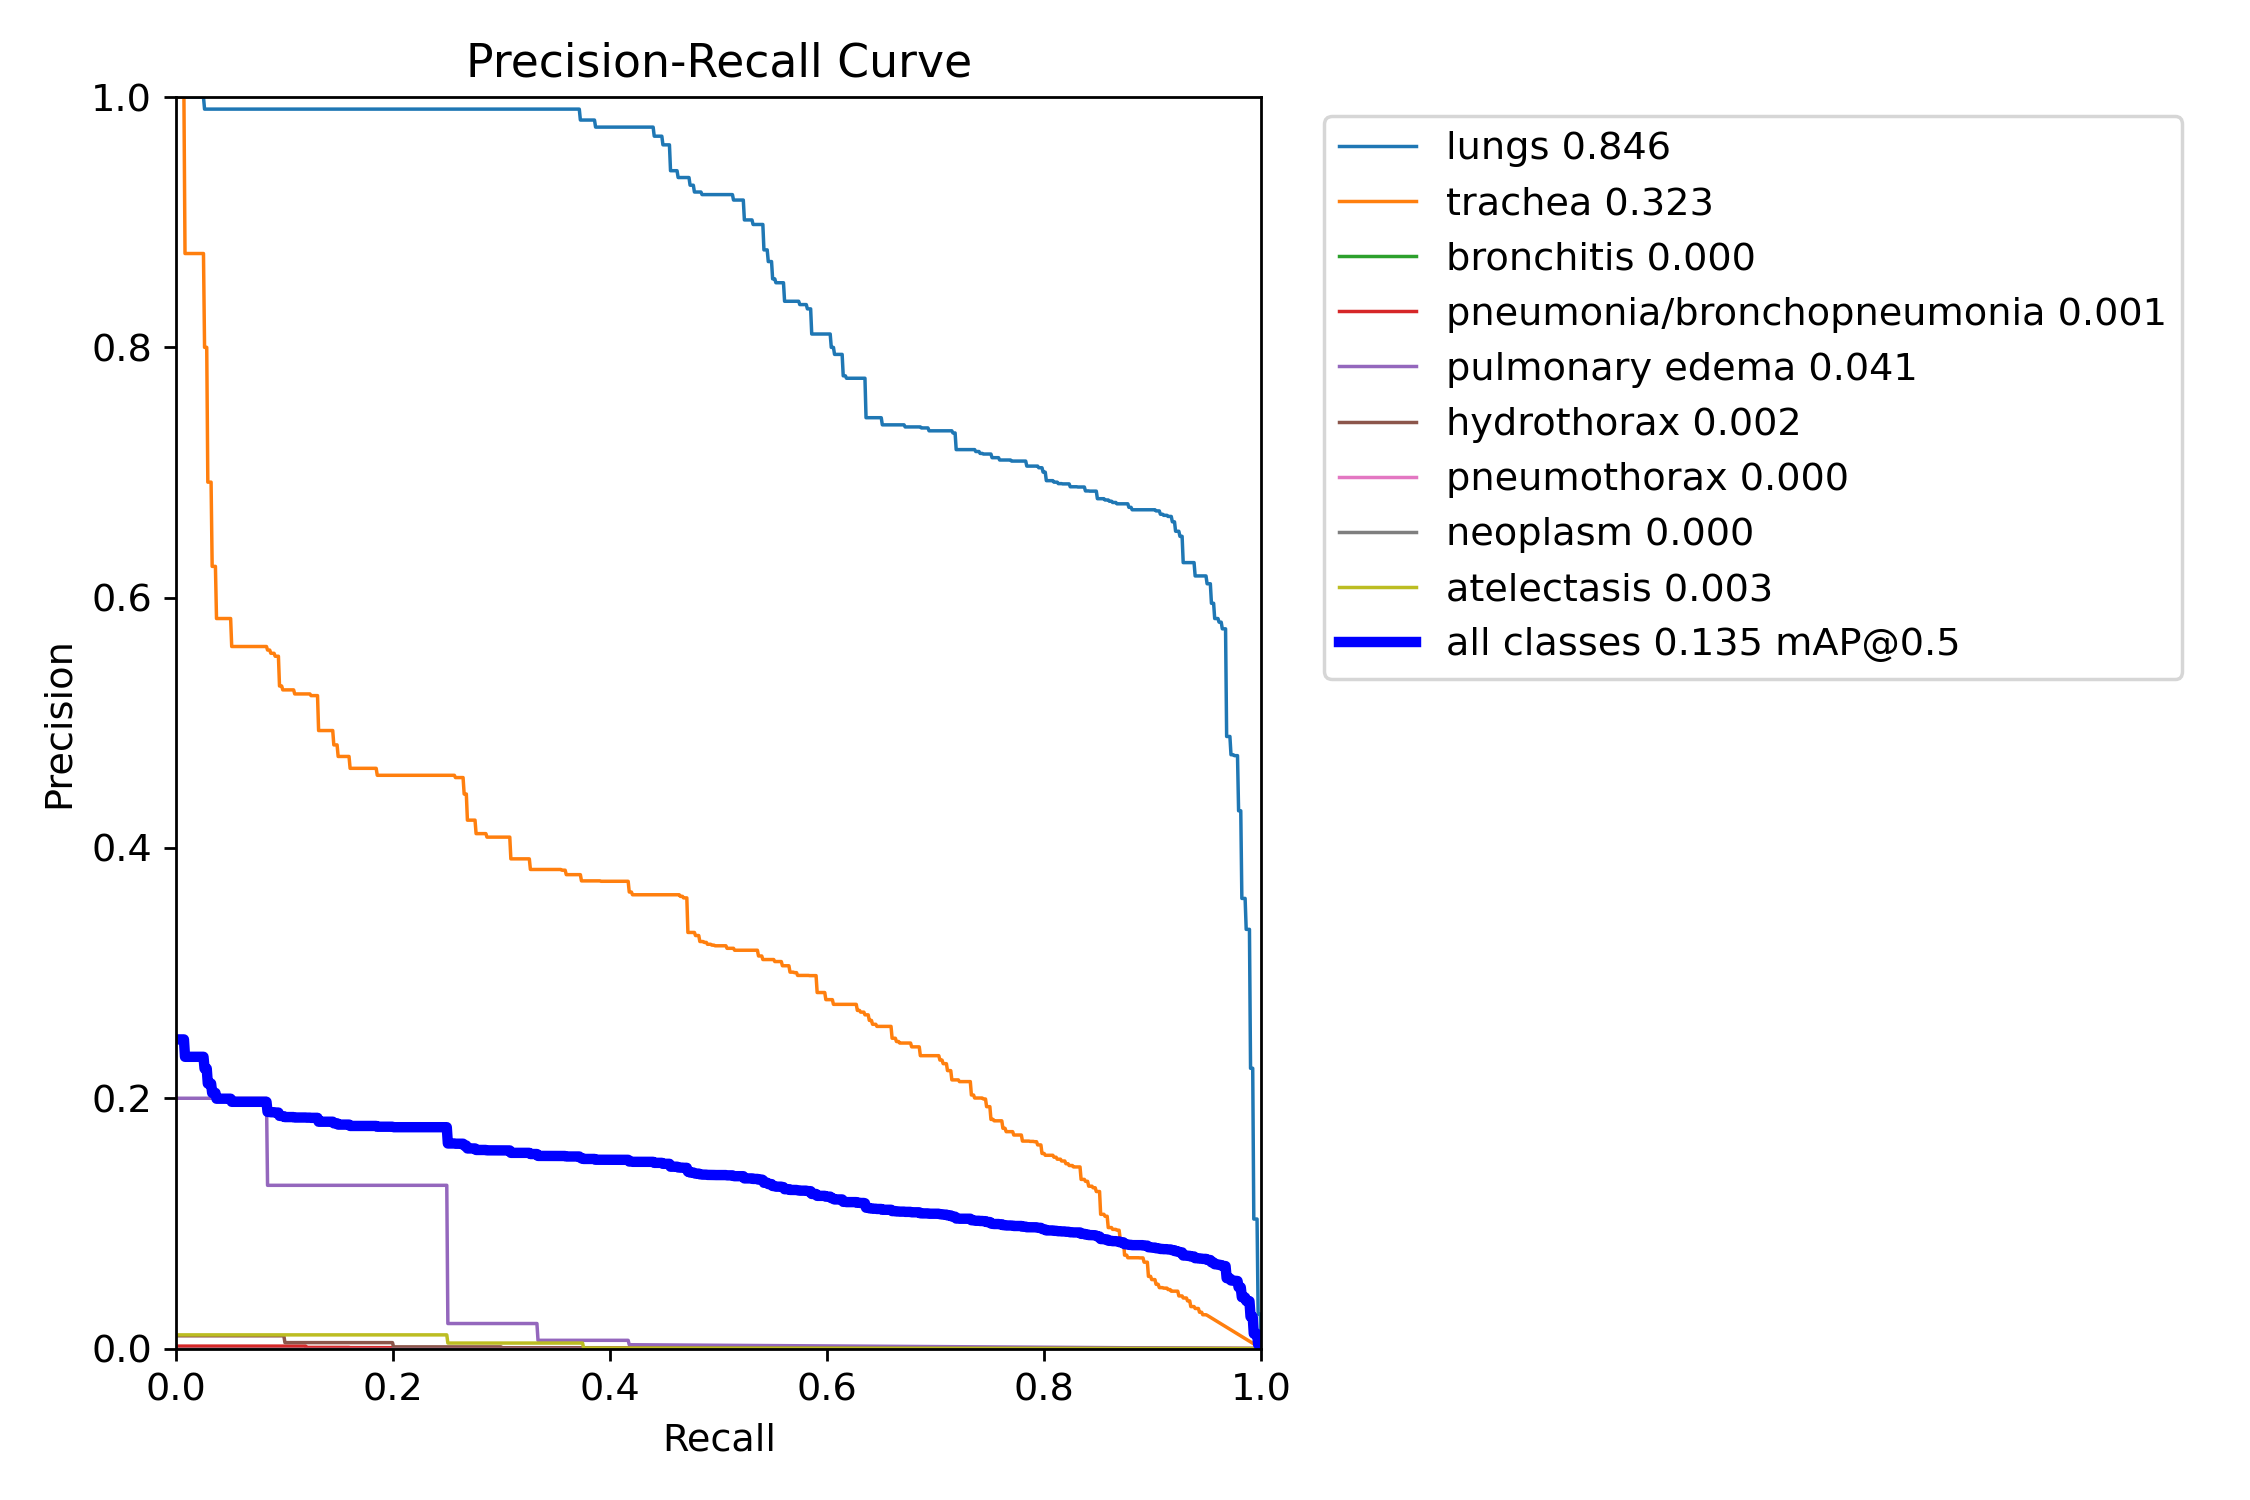 Precision-Recall Curve
1.0
0.8
0.6
0.4
0.2
0.0
Precision
0.0 0.2 0.4 0.6 0.8 1.0
Recall
lungs 0.846
trachea 0.323
bronchitis 0.000
pneumonia/bronchopneumonia 0.001
pulmonary edema 0.041
hydrothorax 0.002
pneumothorax 0.000
neoplasm 0.000
atelectasis 0.003
all classes 0.135 mAP@0.5